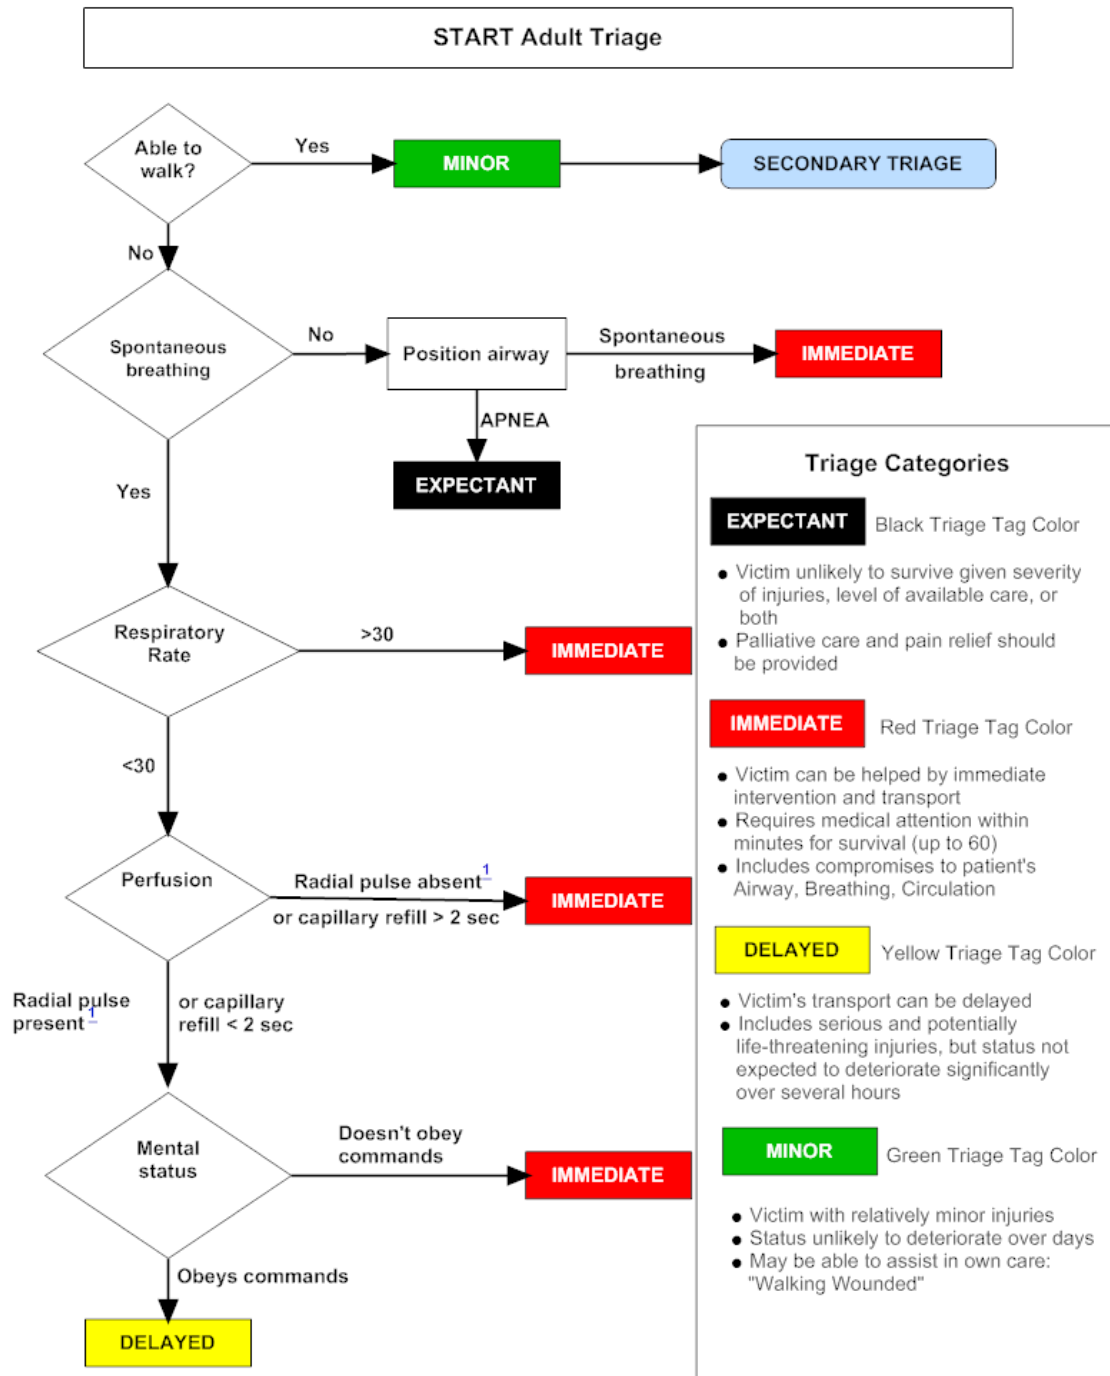 START Adult Triage
Able to
walk?
Yes
MINOR
SECONDARY TRIAGE
No
Spontaneous
breathing
No
Position airway
Spontaneous
breathing
IMMEDIATE
APNEA
EXPECTANT
Yes
Respiratory
Rate
>30
IMMEDIATE
<30
Perfusion
Radial pulse absent 1
or capillary refill > 2 sec
IMMEDIATE
Radial pulse
present 1
or capillary
refill < 2 sec
Mental
status
Doesn't obey
commands
IMMEDIATE
Obeys commands
DELAYED
Triage Categories
EXPECTANT Black Triage Tag Color
● Victim unlikely to survive given severity
of injuries, level of available care, or
both
● Palliative care and pain relief should
be provided
IMMEDIATE Red Triage Tag Color
● Victim can be helped by immediate
intervention and transport
● Requires medical attention within
minutes for survival (up to 60)
● Includes compromises to patient's
Airway, Breathing, Circulation
DELAYED Yellow Triage Tag Color
● Victim's transport can be delayed
● Includes serious and potentially
life-threatening injuries, but status not
expected to deteriorate significantly
over several hours
MINOR Green Triage Tag Color
● Victim with relatively minor injuries
● Status unlikely to deteriorate over days
● May be able to assist in own care:
"Walking Wounded"